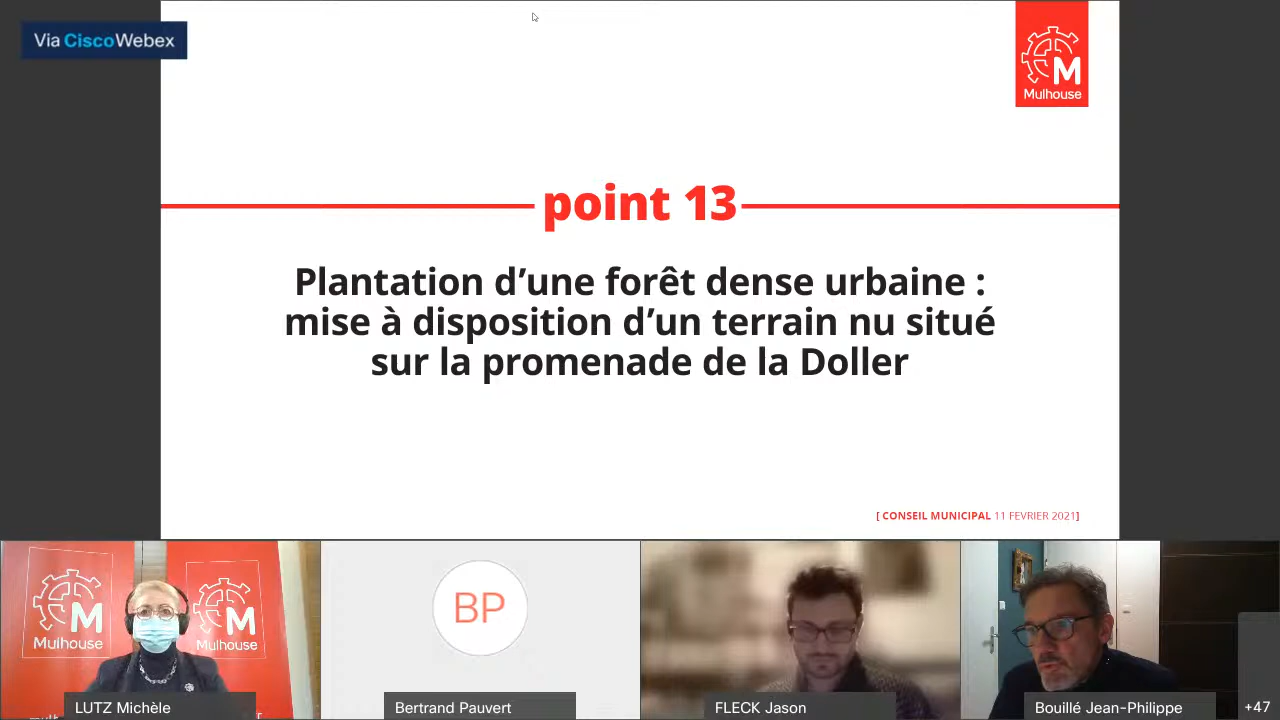 Via CiscoWebex
M
Mulhouse
point 13
Plantation d’une forêt dense urbaine :
mise à disposition d’un terrain nu situé
sur la promenade de la Doller
[ CONSEIL MUNICIPAL 11 FEVRIER 2021]
M
Mulhouse
M
Mulhouse
BP
LUTZ Michèle
Bertrand Pauvert
FLECK Jason
Bouillé Jean-Philippe
+47